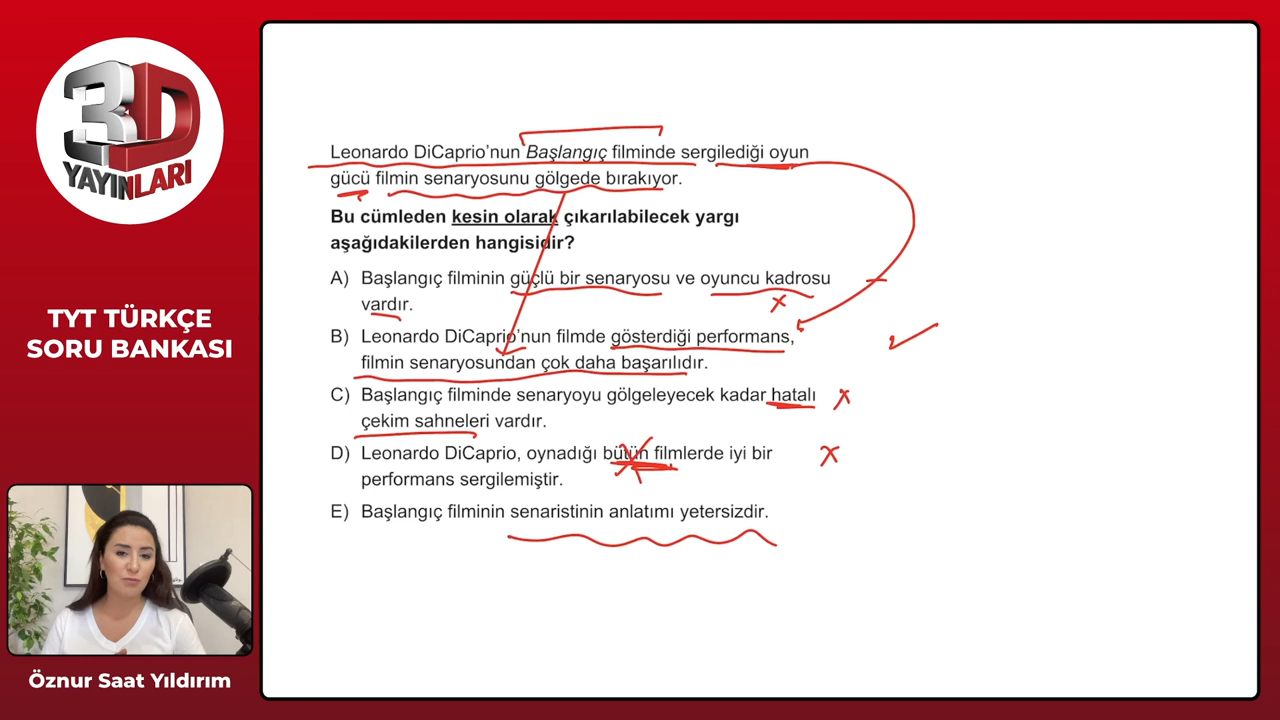 3D
YAYINLARI
TYT TÜRKÇE
SORU BANKASI
Öznur Saat Yıldırım
Leonardo DiCaprio’nun Başlangıç filminde sergilediği oyun
gücü filmin senaryosunu gölgede bırakıyor.
Bu cümleden kesin olarak çıkarılabilecek yargı
aşağıdakilerden hangisidir?
A) Başlangıç filminin güçlü bir senaryosu ve oyuncu kadrosu
vardır.
B) Leonardo DiCaprio’nun filmde gösterdiği performans,
filmin senaryosundan çok daha başarılıdır.
C) Başlangıç filminde senaryoyu gölgeleyecek kadar hatalı
çekim sahneleri vardır.
D) Leonardo DiCaprio, oynadığı bütün filmlerde iyi bir
performans sergilemiştir.
E) Başlangıç filminin senaristinin anlatımı yetersizdir.